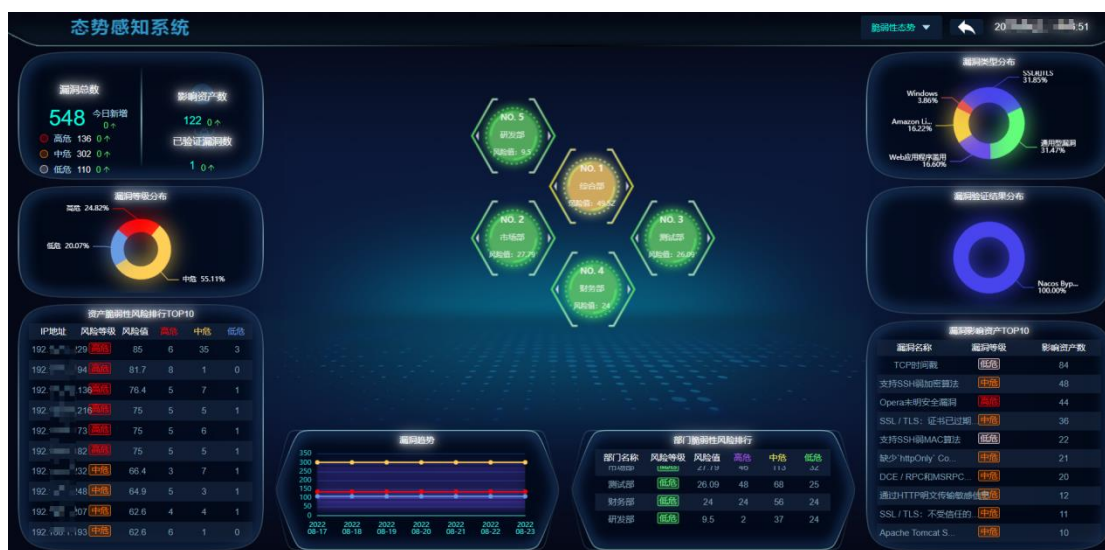 态势感知系统
脆弱性态势
20
:51
漏洞总数
548
今日新增
0↑
高危 136 0↑
中危 302 0↑
低危 110 0↑
影响资产数
122 0↑
已验证漏洞数
1 0↑
漏洞等级分布
高危 24.82%
低危 20.07%
中危 55.11%
资产脆弱性风险排行TOP10
IP地址 风险等级 风险值 高危 中危 低危
192. 229 高危 85 6 35 3
192. 94 高危 81.7 8 1 0
192. .136 高危 76.4 5 7 1
192. .216 高危 75 5 5 1
192. 73 高危 75 5 6 1
192. 82 高危 75 5 5 1
192. 232 中危 66.4 3 7 1
192. 248 中危 64.9 5 3 1
192. 207 中危 62.6 4 4 1
192. 193 中危 62.6 6 1 0
NO. 5
研发部
风险值：9.5
NO. 1
综合部
NO. 2
市场部
风险值：27.79
NO. 3
测试部
风险值：26.09
NO. 4
财务部
风险值：24
漏洞趋势
350
300
250
200
150
100
50
0
2022 08-17
2022 08-18
2022 08-19
2022 08-20
2022 08-21
2022 08-22
2022 08-23
部门脆弱性风险排行
部门名称 风险等级 风险值 高危 中危 低危
市场部 低危 27.79 46 113 32
测试部 低危 26.09 48 68 25
财务部 低危 24 24 56 24
研发部 低危 9.5 2 37 24
漏洞类型分布
SSL和TLS
31.85%
Windows
3.86%
Amazon Li...
16.22%
Web应用程序滥用
16.60%
通用型漏洞
31.47%
漏洞验证结果分布
Nacos Byp...
100.00%
漏洞影响资产TOP10
漏洞名称 漏洞等级 影响资产数
TCP时间戳 低危 84
支持SSH弱加密算法 中危 48
Opera未明安全漏洞 高危 44
SSL / TLS：证书已过期 中危 36
支持SSH弱MAC算法 低危 22
缺少`httpOnly` Co... 中危 21
DCE / RPC和MSRPC... 中危 20
通过HTTP明文传输敏感信息 中危 12
SSL / TLS：不受信任的... 中危 11
Apache Tomcat S... 中危 10